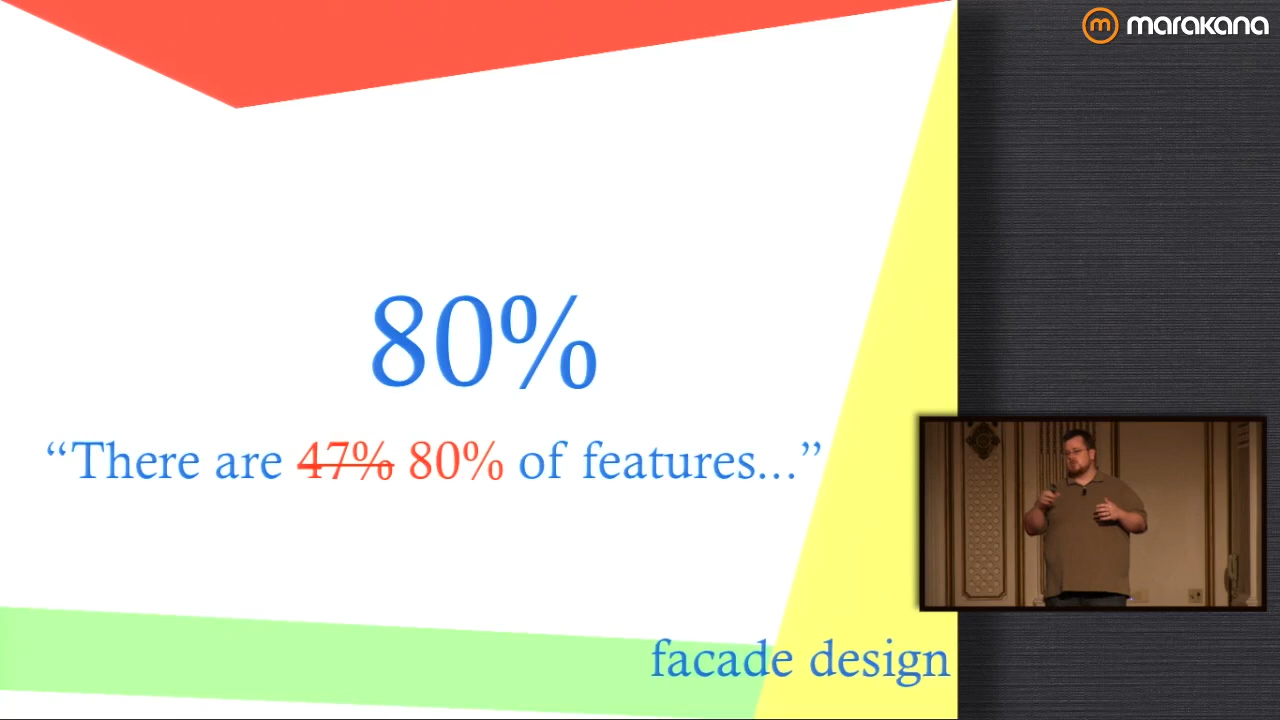 marakana
80%
“There are 47% 80% of features...”
facade design